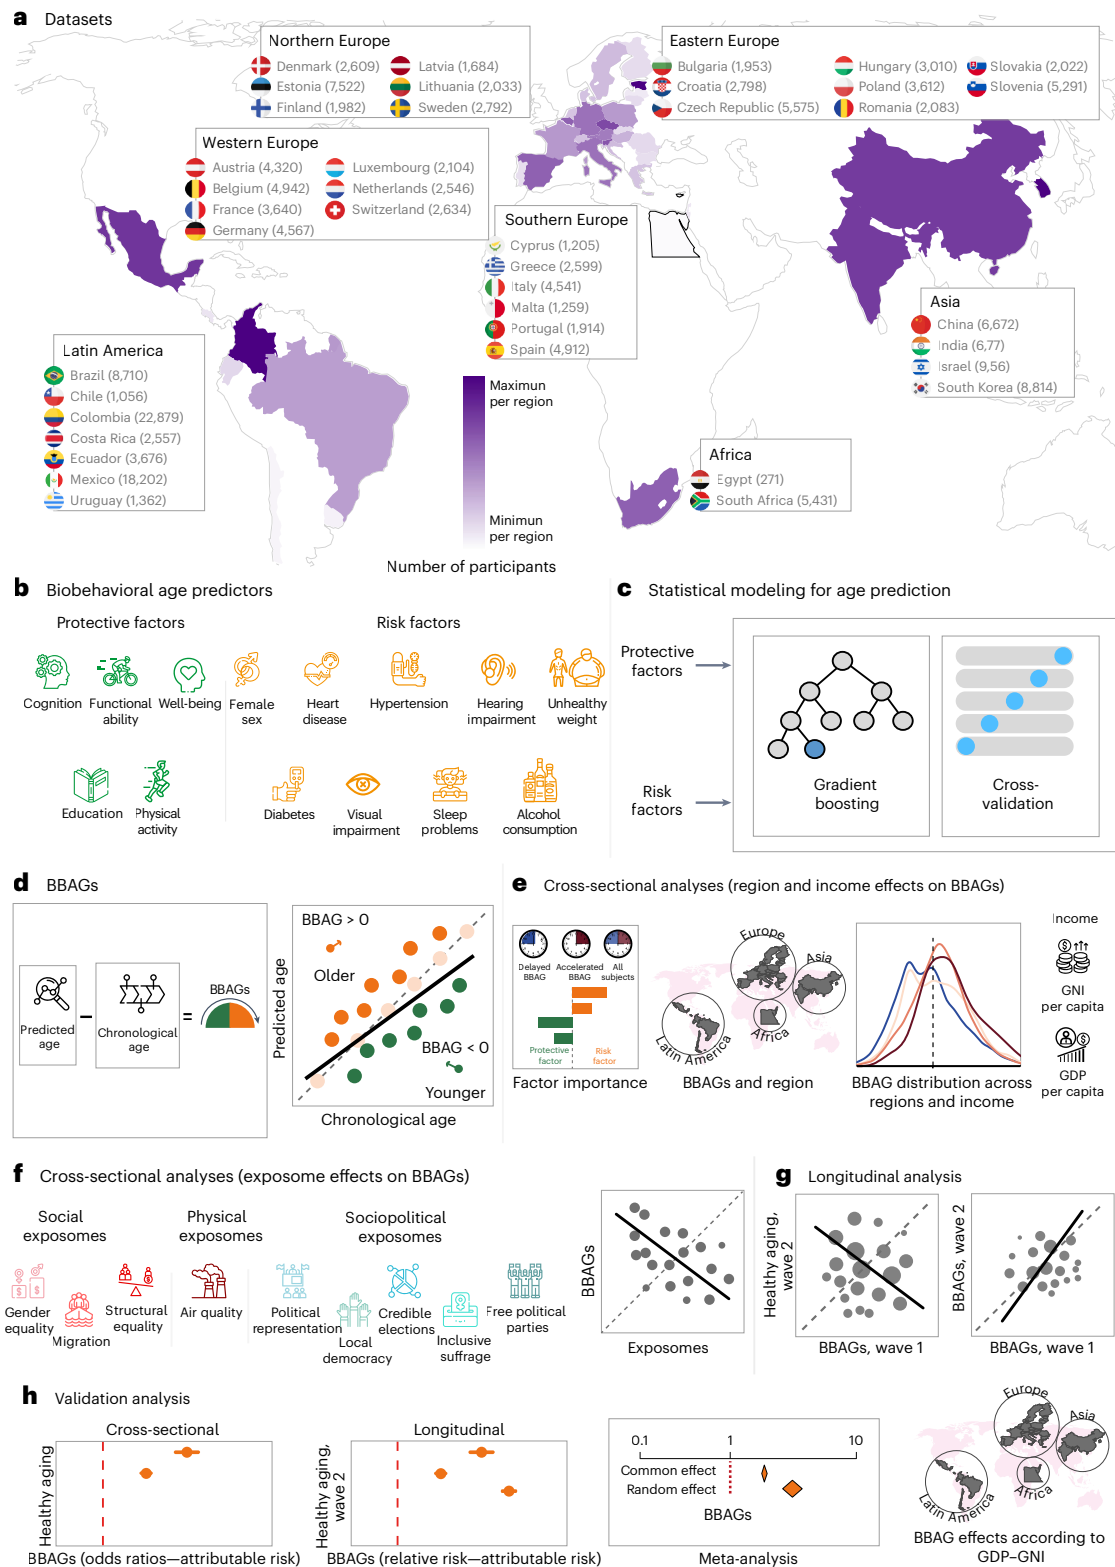 a Datasets
Northern Europe
Denmark (2,609) Latvia (1,684)
Estonia (7,522) Lithuania (2,033)
Finland (1,982) Sweden (2,792)
Eastern Europe
Bulgaria (1,953) Hungary (3,010) Slovakia (2,022)
Croatia (2,798) Poland (3,612) Slovenia (5,291)
Czech Republic (5,575) Romania (2,083)
Western Europe
Austria (4,320) Luxembourg (2,104)
Belgium (4,942) Netherlands (2,546)
France (3,640) Switzerland (2,634)
Germany (4,567)
Southern Europe
Cyprus (1,205)
Greece (2,599)
Italy (4,541)
Malta (1,259)
Portugal (1,914)
Spain (4,912)
Asia
China (6,672)
India (6,77)
Israel (9,56)
South Korea (8,814)
Latin America
Brazil (8,710)
Chile (1,056)
Colombia (22,879)
Costa Rica (2,557)
Ecuador (3,676)
Mexico (18,202)
Uruguay (1,362)
Maximun
per region
Minimun
per region
Number of participants
Africa
Egypt (271)
South Africa (5,431)
b Biobehavioral age predictors
Protective factors
Risk factors
Cognition
Functional
ability
Well-being
Female
sex
Heart
disease
Hypertension
Hearing
impairment
Unhealthy
weight
Education
Physical
activity
Diabetes
Visual
impairment
Sleep
problems
Alcohol
consumption
c Statistical modeling for age prediction
Protective
factors
Risk
factors
Gradient
boosting
Cross-
validation
d BBAGs
Predicted
age
–
Chronological
age
=
BBAGs
BBAG > 0
Older
BBAG < 0
Younger
Predicted age
Chronological age
e Cross-sectional analyses (region and income effects on BBAGs)
Delayed
BBAG
Accelerated
BBAG
All
subjects
Protective
factor
Risk
factor
Factor importance
Europe
Asia
Latin America
Africa
BBAGs and region
BBAG distribution across
regions and income
Income
GNI
per capita
GDP
per capita
f Cross-sectional analyses (exposome effects on BBAGs)
Social
exposomes
Physical
exposomes
Sociopolitical
exposomes
Gender
equality
Migration
Structural
equality
Air quality
Political
representation
Local
democracy
Credible
elections
Inclusive
suffrage
Free political
parties
BBAGs
Exposomes
g Longitudinal analysis
Healthy aging,
wave 2
BBAGs, wave 1
BBAGs, wave 2
BBAGs, wave 1
h Validation analysis
Cross-sectional
Healthy aging
BBAGs (odds ratios—attributable risk)
Longitudinal
Healthy aging,
wave 2
BBAGs (relative risk—attributable risk)
0.1 1 10
Common effect
Random effect
BBAGs
Meta-analysis
Europe
Asia
Latin America
Africa
BBAG effects according to
GDP–GNI